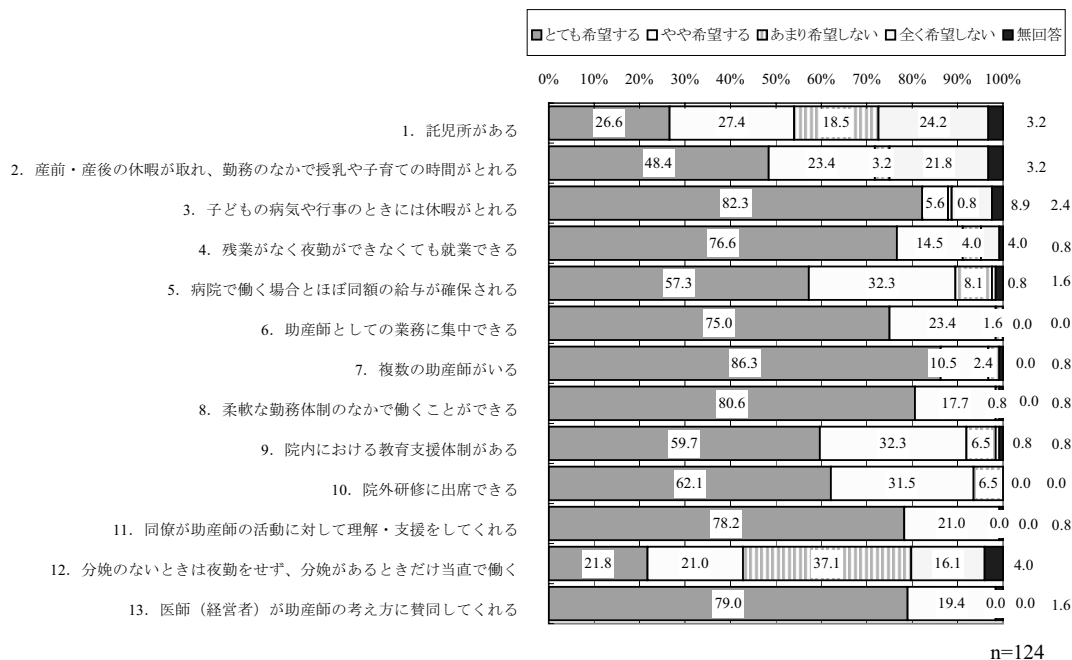 とても希望する やや希望する あまり希望しない 全く希望しない 無回答
0% 10% 20% 30% 40% 50% 60% 70% 80% 90% 100%
1. 託児所がある 26.6 27.4 18.5 24.2 3.2
2. 産前・産後の休暇が取れ、勤務のなかで授乳や子育ての時間がとれる 48.4 23.4 3.2 21.8 3.2
3. 子どもの病気や行事のときには休暇がとれる 82.3 5.6 0.8 8.9 2.4
4. 残業がなく夜勤ができなくても就業できる 76.6 14.5 4.0 4.0 0.8
5. 病院で働く場合とほぼ同額の給与が確保される 57.3 32.3 8.1 0.8 1.6
6. 助産師としての業務に集中できる 75.0 23.4 1.6 0.0 0.0
7. 複数の助産師がいる 86.3 10.5 2.4 0.0 0.8
8. 柔軟な勤務体制のなかで働くことができる 80.6 17.7 0.8 0.0 0.8
9. 院内における教育支援体制がある 59.7 32.3 6.5 0.8 0.8
10. 院外研修に出席できる 62.1 31.5 6.5 0.0 0.0
11. 同僚が助産師の活動に対して理解・支援をしてくれる 78.2 21.0 0.0 0.0 0.8
12. 分娩のないときは夜勤をせず、分娩があるときだけ当直で働く 21.8 21.0 37.1 16.1 4.0
13. 医師（経営者）が助産師の考え方に賛同してくれる 79.0 19.4 0.0 0.0 1.6
n=124